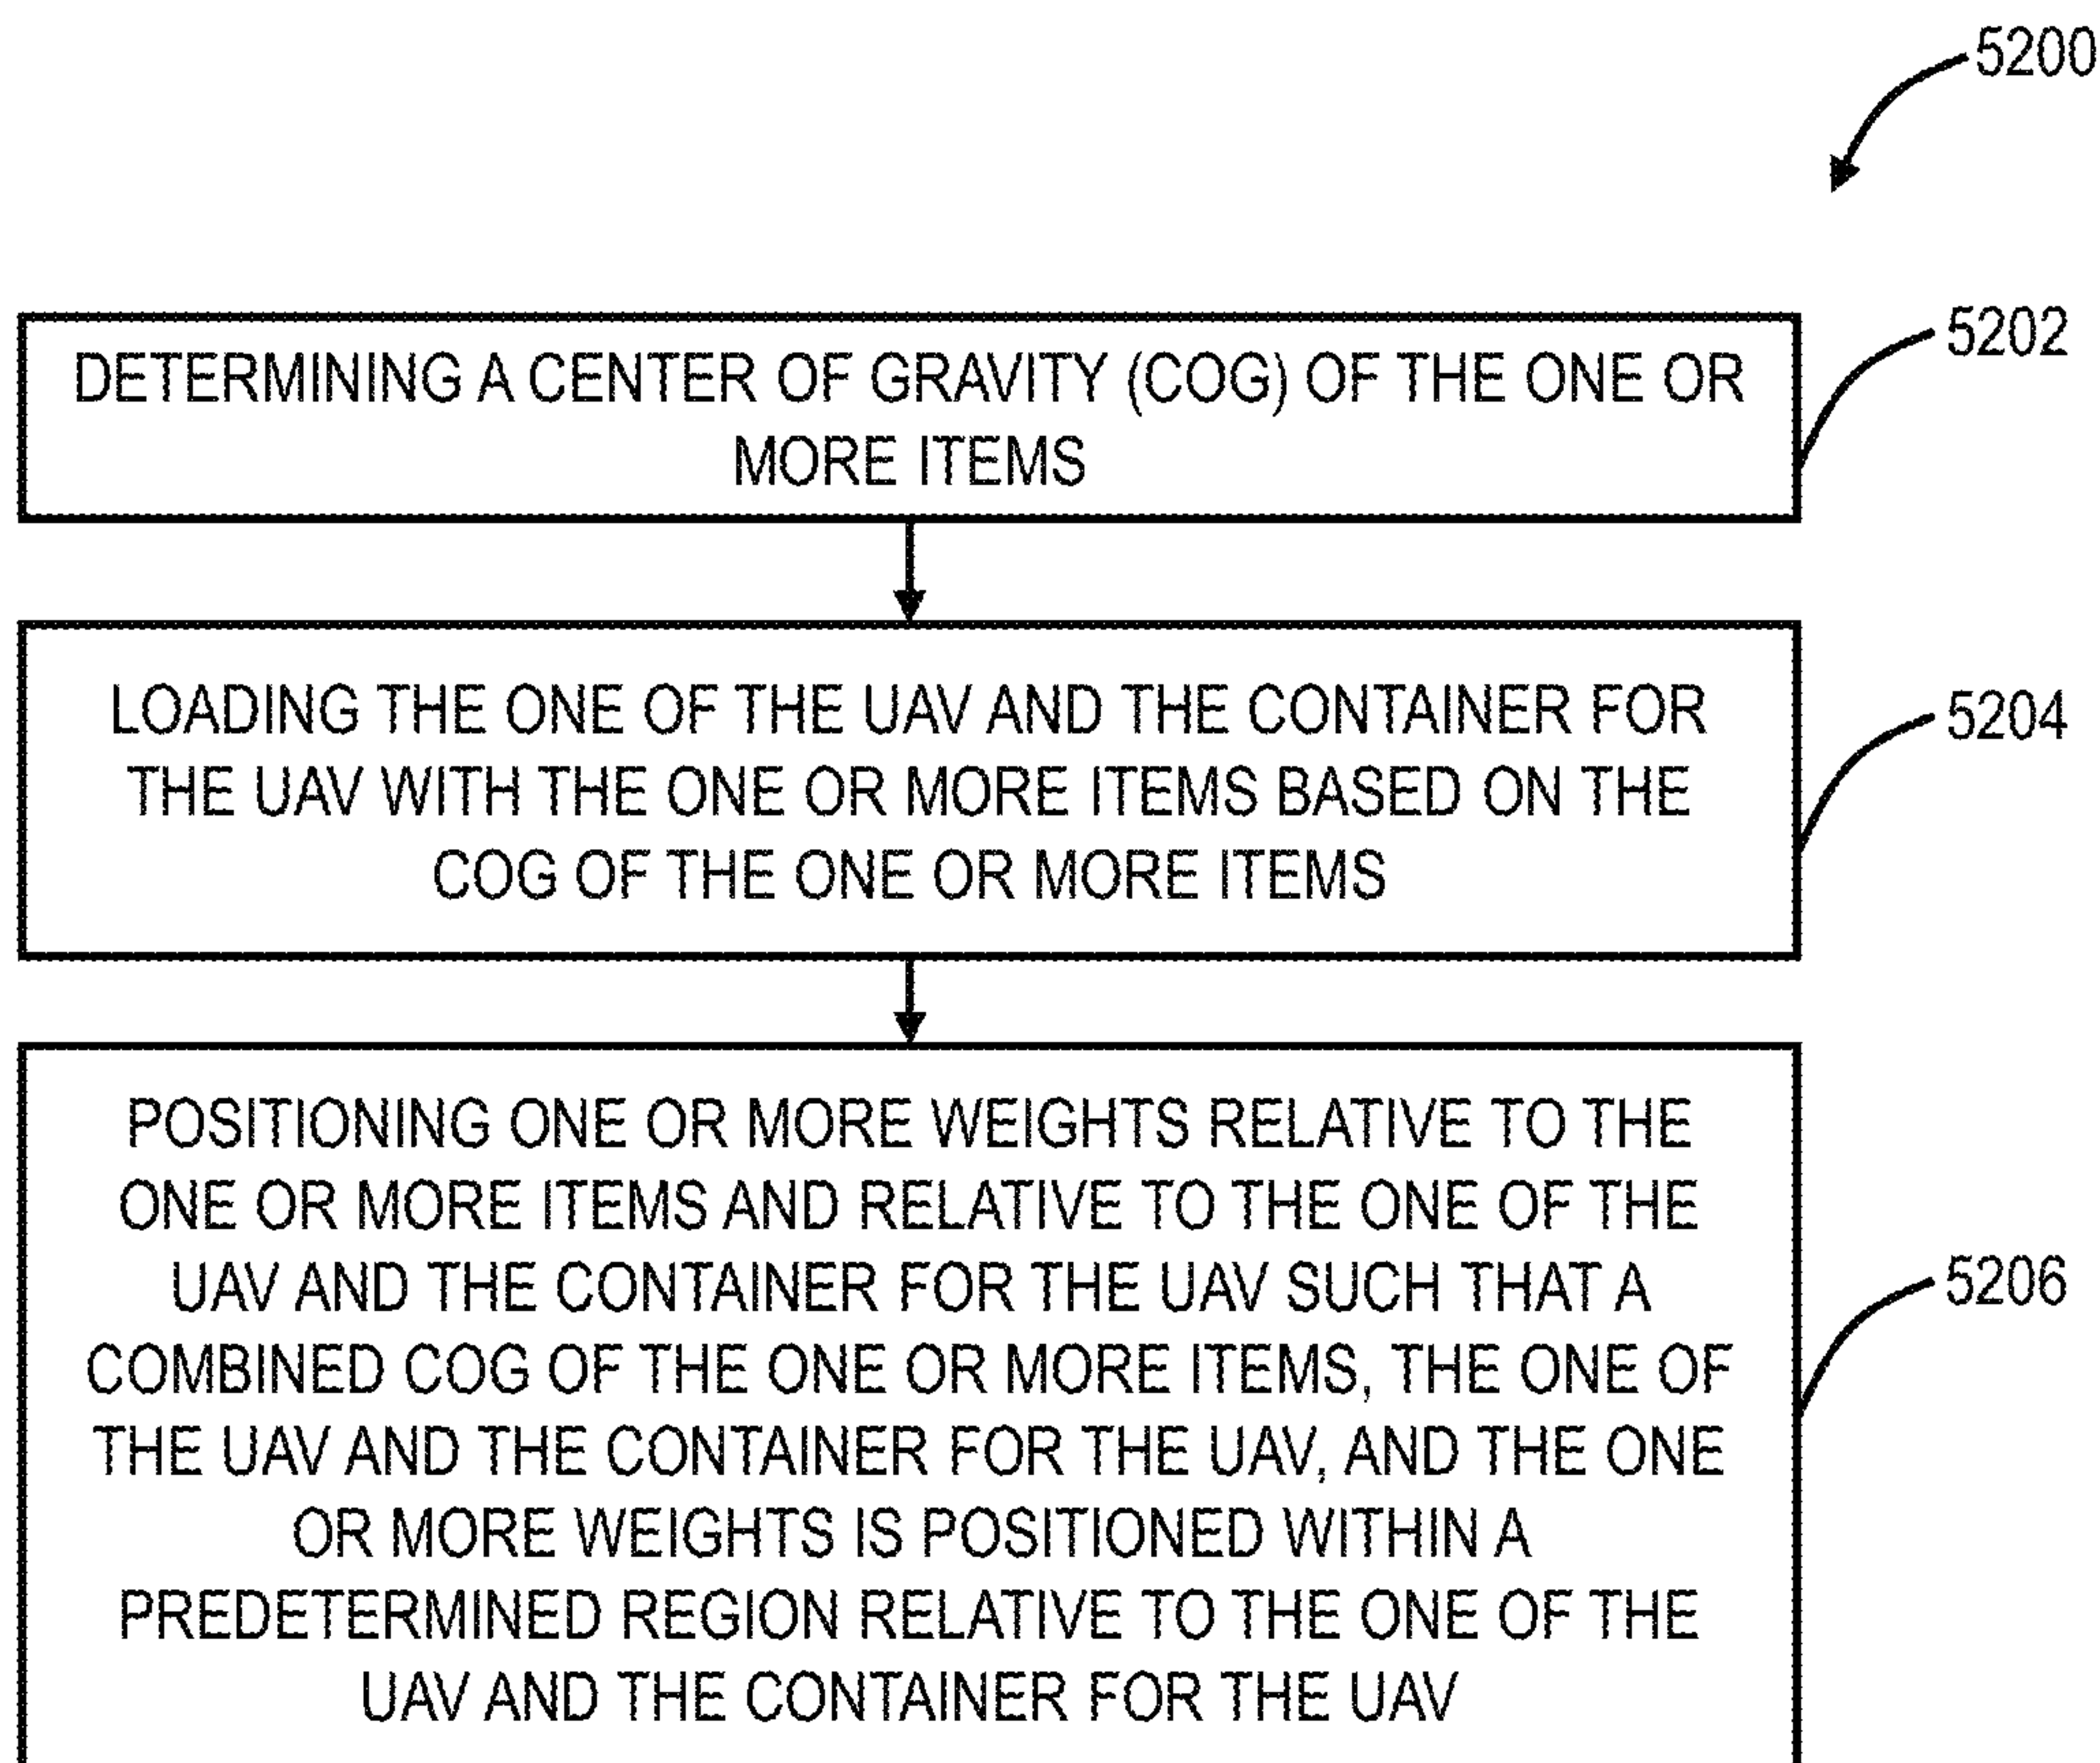 5200
DETERMINING A CENTER OF GRAVITY (COG) OF THE ONE OR
MORE ITEMS
5202
LOADING THE ONE OF THE UAV AND THE CONTAINER FOR
THE UAV WITH THE ONE OR MORE ITEMS BASED ON THE
COG OF THE ONE OR MORE ITEMS
5204
POSITIONING ONE OR MORE WEIGHTS RELATIVE TO THE
ONE OR MORE ITEMS AND RELATIVE TO THE ONE OF THE
UAV AND THE CONTAINER FOR THE UAV SUCH THAT A
COMBINED COG OF THE ONE OR MORE ITEMS, THE ONE OF
THE UAV AND THE CONTAINER FOR THE UAV, AND THE ONE
OR MORE WEIGHTS IS POSITIONED WITHIN A
PREDETERMINED REGION RELATIVE TO THE ONE OF THE
UAV AND THE CONTAINER FOR THE UAV
5206